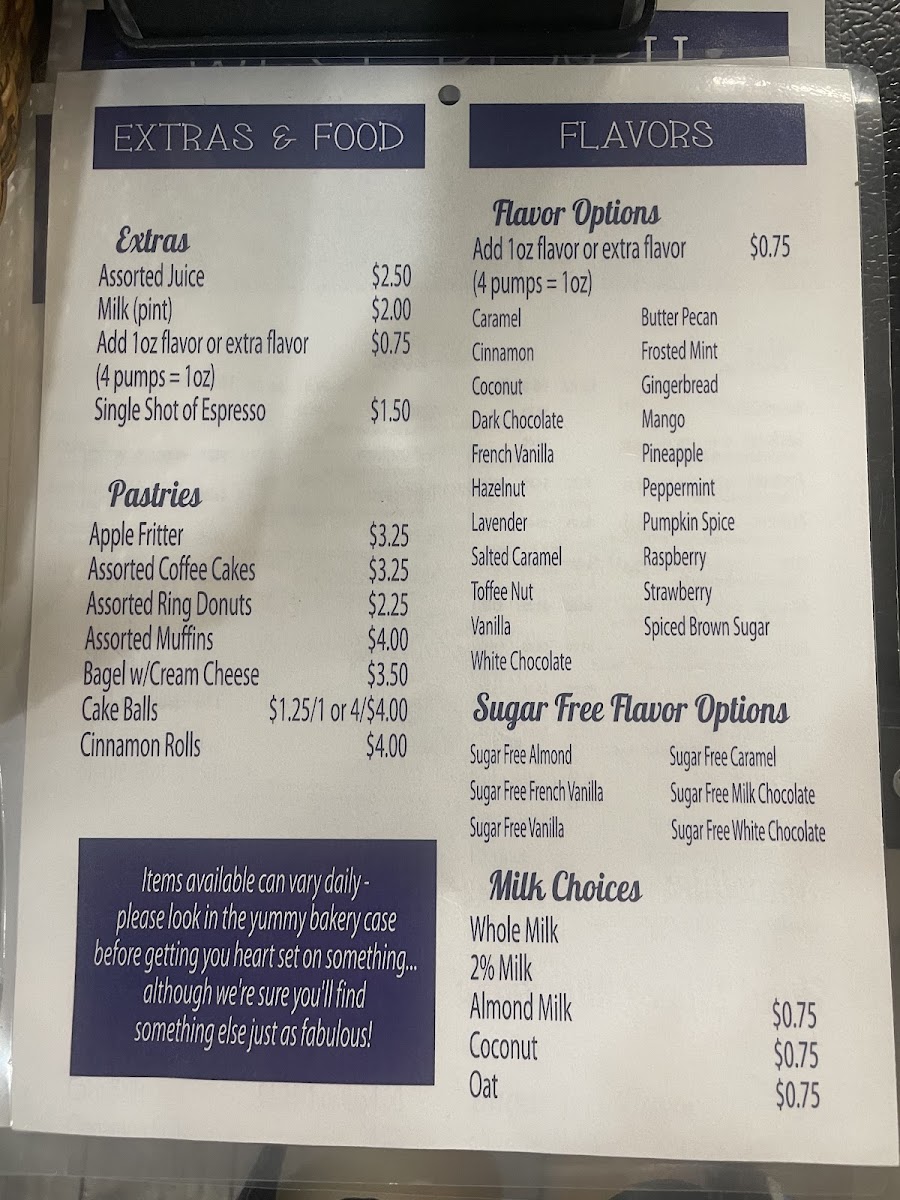 EXTRAS & FOOD
Extras
Assorted Juice $2.50
Milk (pint) $2.00
Add 1oz flavor or extra flavor $0.75
(4 pumps = 1oz)
Single Shot of Espresso $1.50
Pastries
Apple Fritter $3.25
Assorted Coffee Cakes $3.25
Assorted Ring Donuts $2.25
Assorted Muffins $4.00
Bagel w/Cream Cheese $3.50
Cake Balls $1.25/1 or 4/$4.00
Cinnamon Rolls $4.00
Items available can vary daily -
please look in the yummy bakery case
before getting you heart set on something...
although we're sure you'll find
something else just as fabulous!
FLAVORS
Flavor Options
Add 1oz flavor or extra flavor $0.75
(4 pumps = 1oz)
Caramel Butter Pecan
Cinnamon Frosted Mint
Coconut Gingerbread
Dark Chocolate Mango
French Vanilla Pineapple
Hazelnut Peppermint
Lavender Pumpkin Spice
Salted Caramel Raspberry
Toffee Nut Strawberry
Vanilla Spiced Brown Sugar
White Chocolate
Sugar Free Flavor Options
Sugar Free Almond Sugar Free Caramel
Sugar Free French Vanilla Sugar Free Milk Chocolate
Sugar Free Vanilla Sugar Free White Chocolate
Milk Choices
Whole Milk
2% Milk
Almond Milk $0.75
Coconut $0.75
Oat $0.75